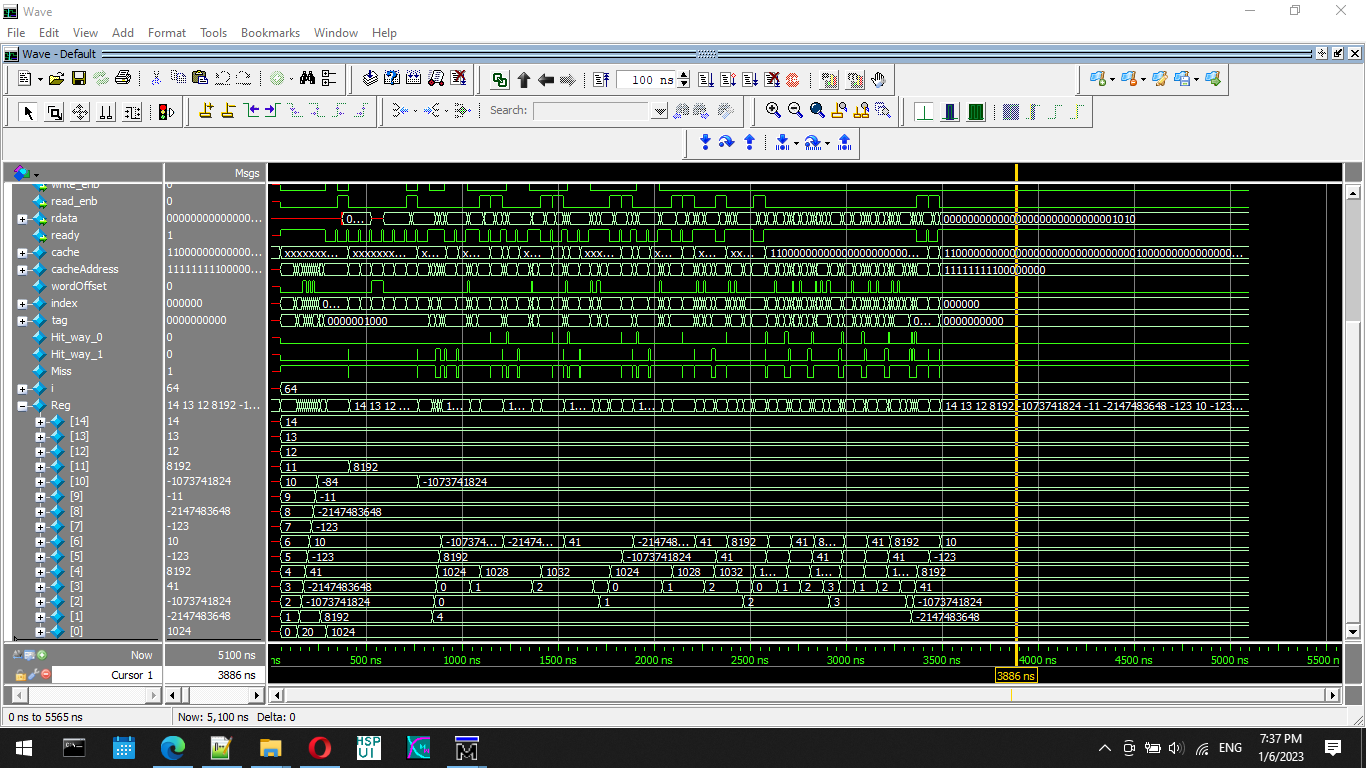 Wave
File Edit View Add Format Tools Bookmarks Window Help
Wave - Default
100 ns
Search:
Msgs
write_enb 0
read_enb 0
rdata 00000000000000... 0... 00000000000000000000000000001010
ready 1
cache 11000000000000... xxxxxxx... xxxxxxx... x... x... x... xxx... x... x... xx... 1100000000000000000000... 11000000000000000000000000000000100000000000000...
cacheAddress 11111111100000... 11111111100000000
wordOffset 0
index 000000 0... 000000
tag 0000000000 0000001000 0... 0000000000
Hit_way_0 0
Hit_way_1 0
Miss 1
i 64 64
Reg 14 13 12 8192 -1... 14 13 12 ... 1... 1... 1... 1... 14 13 12 8192 -1073741824 -11 -2147483648 -123 10 -123...
[14] 14 14
[13] 13 13
[12] 12 12
[11] 8192 11 8192
[10] -1073741824 10 -84 -1073741824
[9] -11 9 -11
[8] -2147483648 8 -2147483648
[7] -123 7 -123
[6] 10 6 10 -107374... -21474... 41 -214748... 41 8192 41 8... 41 8192 10
[5] -123 5 -123 8192 -1073741824 41 41 41 -123
[4] 8192 4 41 1024 1028 1032 1024 1028 1032 1... 1... 1... 8192
[3] 41 3 -2147483648 0 1 2 0 1 2 0 1 2 3 1 2 41
[2] -1073741824 2 -1073741824 0 1 2 3 -1073741824
[1] -2147483648 1 8192 4 -2147483648
[0] 1024 0 20 1024
Now 5100 ns ns 500 ns 1000 ns 1500 ns 2000 ns 2500 ns 3000 ns 3500 ns 4000 ns 4500 ns 5000 ns 5500 n
Cursor 1 3886 ns 3886 ns
0 ns to 5565 ns Now: 5,100 ns Delta: 0
HSP UI
M
ENG
7:37 PM
1/6/2023